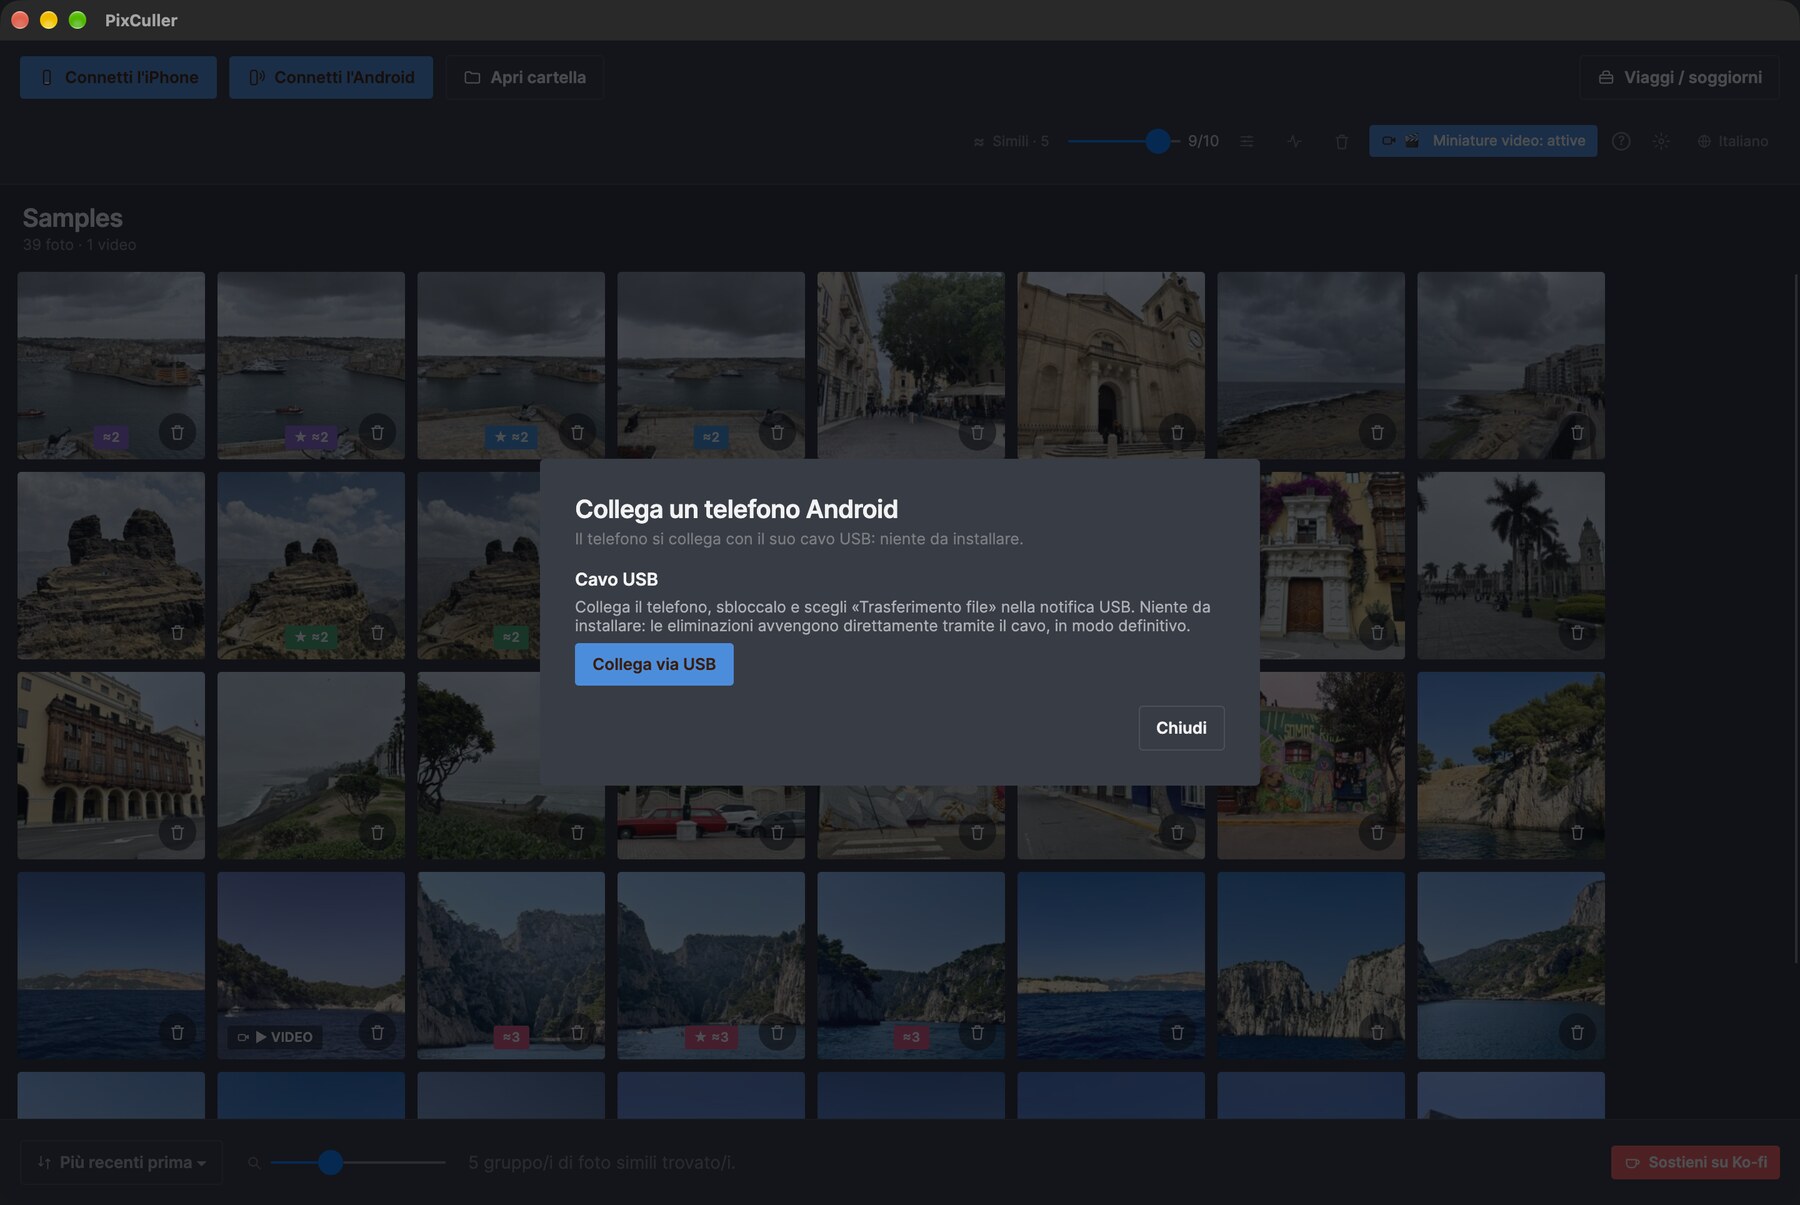 PixCuller
Connetti l'iPhone
Connetti l'Android
Apri cartella
Viaggi / soggiorni
≈ Simili · 5
9/10
Miniature video: attive
Italiano
Samples
39 foto · 1 video
≈2
★ ≈2
★ ≈2
≈2
★ ≈2
≈2
Collega un telefono Android
Il telefono si collega con il suo cavo USB: niente da installare.
Cavo USB
Collega il telefono, sbloccalo e scegli «Trasferimento file» nella notifica USB. Niente da
installare: le eliminazioni avvengono direttamente tramite il cavo, in modo definitivo.
Collega via USB
Chiudi
SOMOS
VIDEO
≈3
★ ≈3
≈3
Più recenti prima
5 gruppo/i di foto simili trovato/i.
Sostieni su Ko-fi